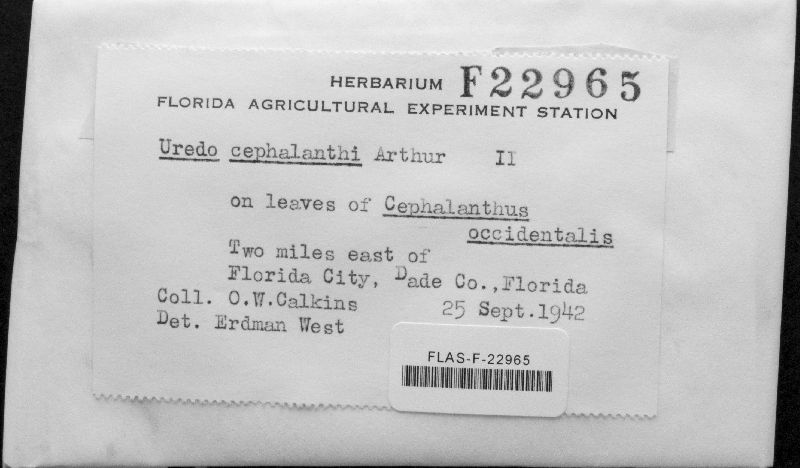 HERBARIUM F22965
FLORIDA AGRICULTURAL EXPERIMENT STATION
Uredo cephalanthi Arthur II
on leaves of Cephalanthus
occidentalis
Two miles east of
Florida City, Dade Co.,Florida
Coll. O.W.Calkins 25 Sept.1942
Det. Erdman West
FLAS-F-22965